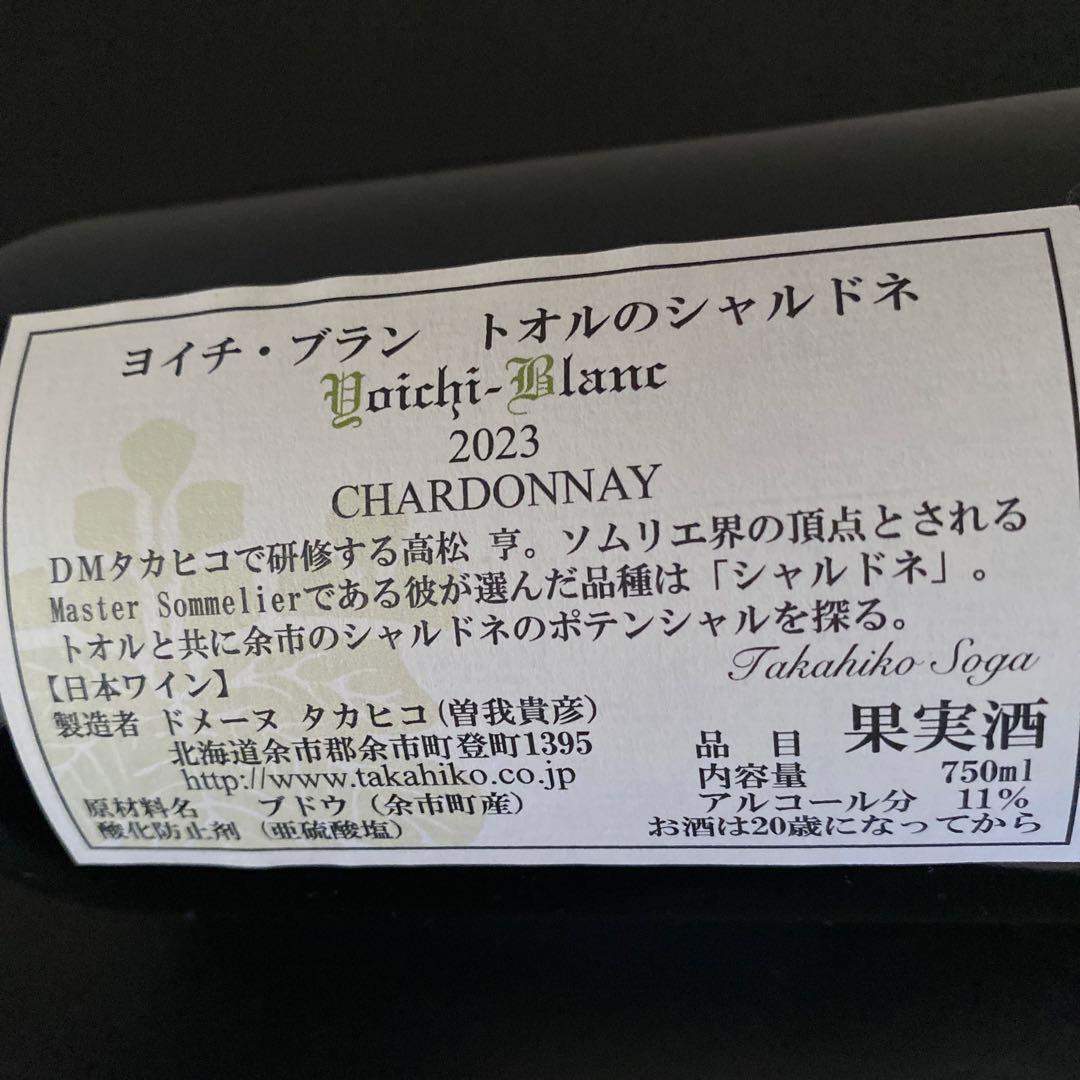 ヨイチ・ブラン トオルのシャルドネ
Yoichi-Blanc
2023
CHARDONNAY
DMタカヒコで研修する高松 亨。ソムリエ界の頂点とされる
Master Sommelierである彼が選んだ品種は「シャルドネ」。
トオルと共に余市のシャルドネのポテンシャルを探る。
Takahiko Soga
【日本ワイン】
製造者 ドメーヌ タカヒコ(曽我貴彦)
北海道余市郡余市町登町1395
http://www.takahiko.co.jp
原材料名 ブドウ(余市町産)
酸化防止剤(亜硫酸塩)
品 目 果実酒
内容量 750ml
アルコール分 11%
お酒は20歳になってから